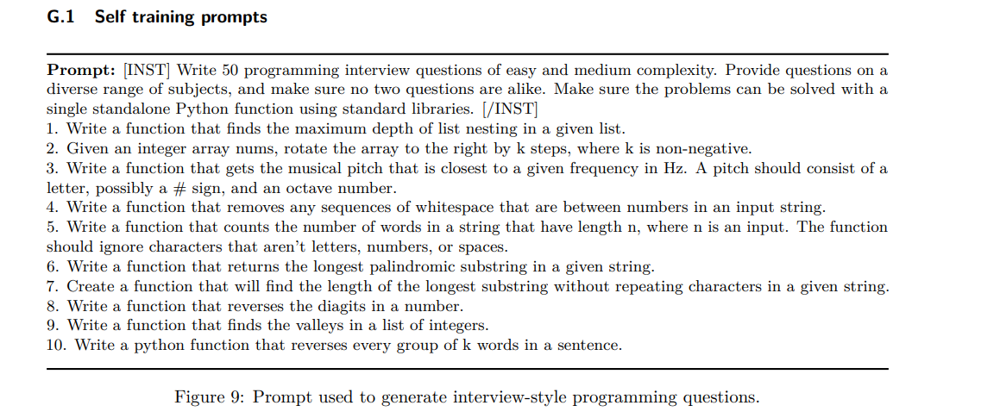 G.1 Self training prompts
Prompt: [INST] Write 50 programming interview questions of easy and medium complexity. Provide questions on a
diverse range of subjects, and make sure no two questions are alike. Make sure the problems can be solved with a
single standalone Python function using standard libraries. [/INST]
1. Write a function that finds the maximum depth of list nesting in a given list.
2. Given an integer array nums, rotate the array to the right by k steps, where k is non-negative.
3. Write a function that gets the musical pitch that is closest to a given frequency in Hz. A pitch should consist of a
letter, possibly a # sign, and an octave number.
4. Write a function that removes any sequences of whitespace that are between numbers in an input string.
5. Write a function that counts the number of words in a string that have length n, where n is an input. The function
should ignore characters that aren't letters, numbers, or spaces.
6. Write a function that returns the longest palindromic substring in a given string.
7. Create a function that will find the length of the longest substring without repeating characters in a given string.
8. Write a function that reverses the diagits in a number.
9. Write a function that finds the valleys in a list of integers.
10. Write a python function that reverses every group of k words in a sentence.
Figure 9: Prompt used to generate interview-style programming questions.